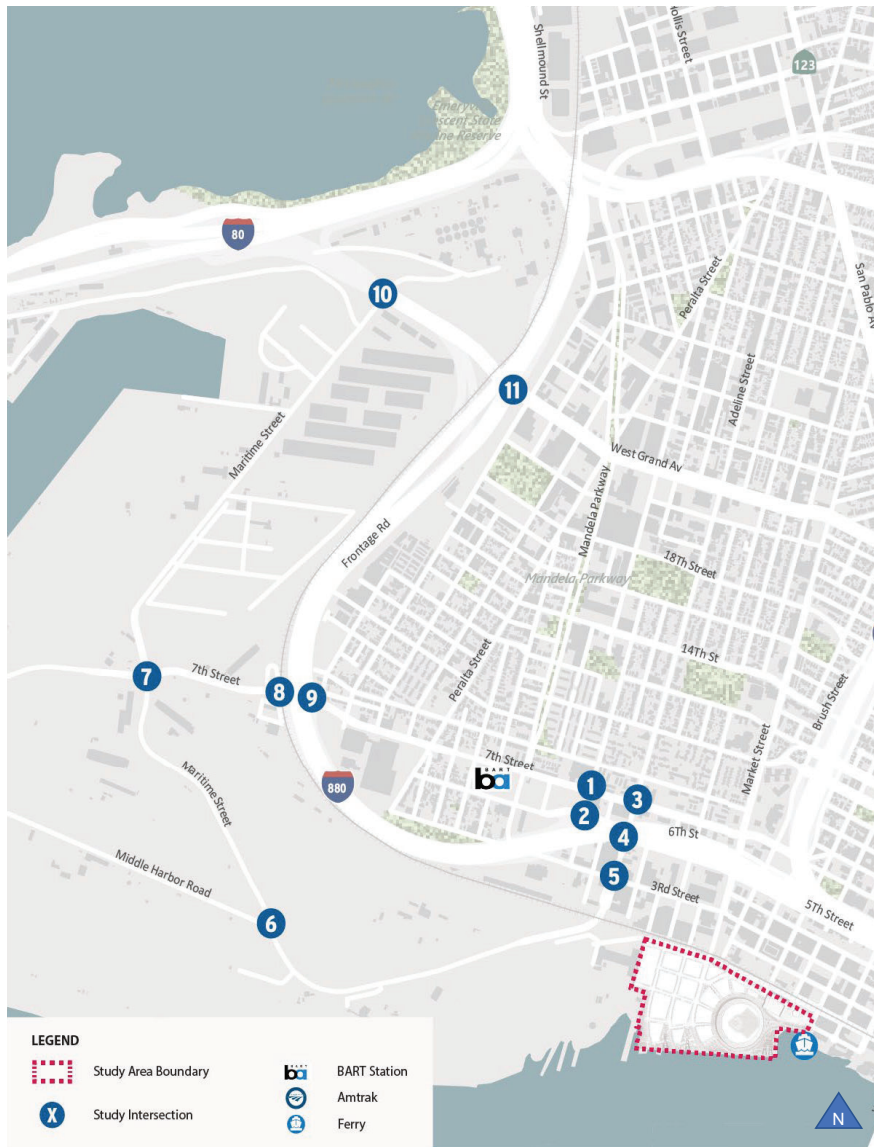 Hollis Street
Shellmound St
123
Emeryville
Crescent State
Marine Reserve
80
10
Peralta Street
San Pablo Av
11
Adeline Street
Maritime Street
West Grand Av
Mandela Parkway
Frontage Rd
18Th Street
Mandela Parkway
14Th St
7
7th Street
8
9
Peralta Street
Brush Street
Market Street
7th Street
BART
ba
880
1
3
2
4
6Th St
Maritime Street
Middle Harbor Road
5
3Rd Street
5Th Street
6
LEGEND
Study Area Boundary
X
Study Intersection
BART
ba
BART Station
Amtrak
Ferry
N